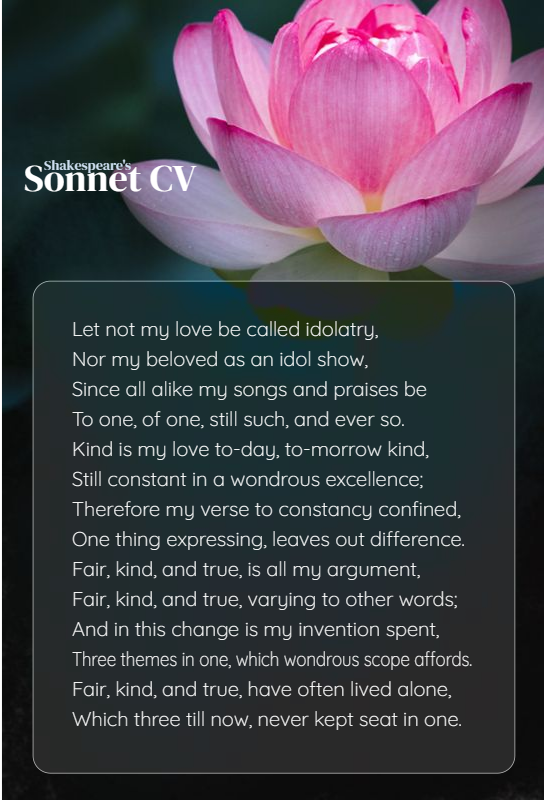 Shakespeare's
Sonnet CV
Let not my love be called idolatry,
Nor my beloved as an idol show,
Since all alike my songs and praises be
To one, of one, still such, and ever so.
Kind is my love to-day, to-morrow kind,
Still constant in a wondrous excellence;
Therefore my verse to constancy confined,
One thing expressing, leaves out difference.
Fair, kind, and true, is all my argument,
Fair, kind, and true, varying to other words;
And in this change is my invention spent,
Three themes in one, which wondrous scope affords.
Fair, kind, and true, have often lived alone,
Which three till now, never kept seat in one.